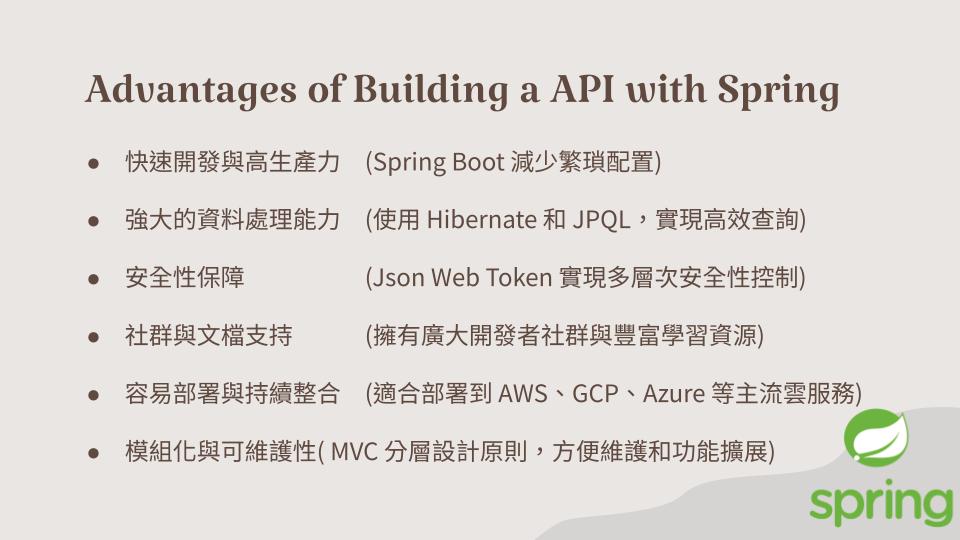 Advantages of Building a API with Spring
● 快速開發與高生產力 (Spring Boot 減少繁瑣配置)
● 強大的資料處理能力 (使用 Hibernate 和 JPQL，實現高效查詢)
● 安全性保障 (Json Web Token 實現多層次安全性控制)
● 社群與文檔支持 (擁有廣大開發者社群與豐富學習資源)
● 容易部署與持續整合 (適合部署到 AWS、GCP、Azure 等主流雲服務)
● 模組化與可維護性( MVC 分層設計原則，方便維護和功能擴展)
spring